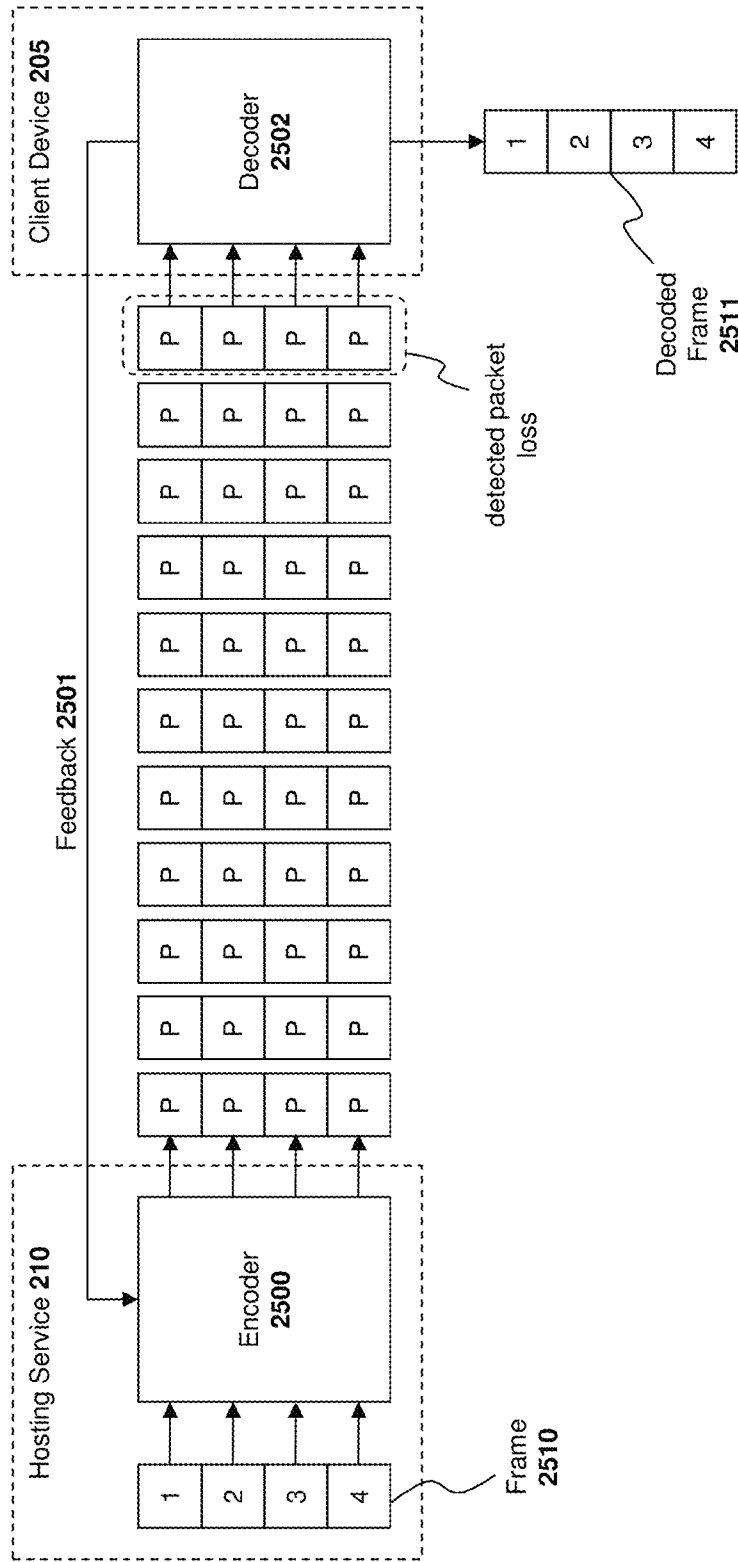 Hosting Service 210
Feedback 2501
Client Device 205
1
2
3
4
Encoder
2500
P P P P P P P P P P P
P P P P P P P P P P P
P P P P P P P P P P P
P P P P P P P P P P P
Decoder
2502
Frame
2510
detected packet
loss
1
2
3
4
Decoded
Frame
2511